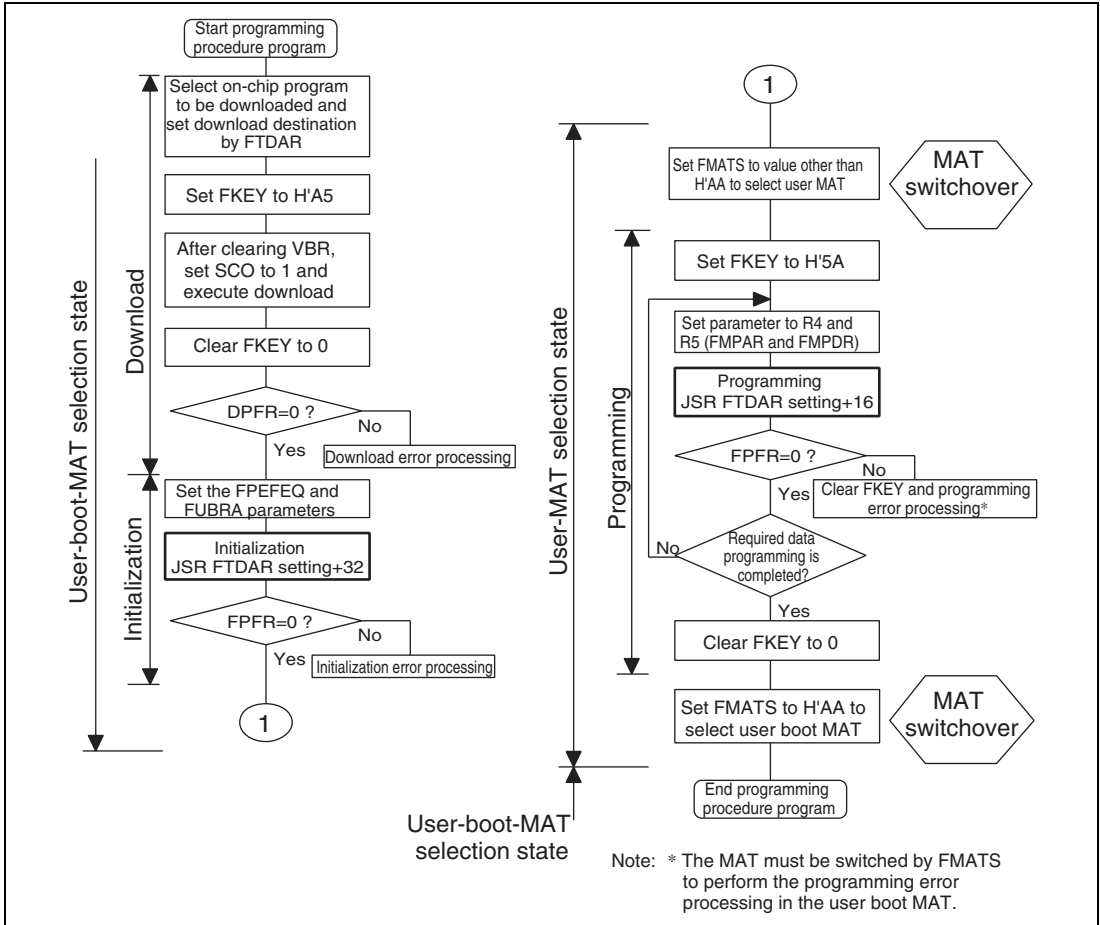 Start programming
procedure program
Select on-chip program
to be downloaded and
set download destination
by FTDAR
Set FKEY to H'A5
After clearing VBR,
set SCO to 1 and
execute download
Clear FKEY to 0
DPFR=0 ?
No
Yes
Download error processing
Set the FPEFEQ and
FUBRA parameters
Initialization
JSR FTDAR setting+32
FPFR=0 ?
No
Yes
Initialization error processing
1
User-boot-MAT selection state
Download
Initialization
1
Set FMATS to value other than
H'AA to select user MAT
MAT
switchover
Set FKEY to H'5A
Set parameter to R4 and
R5 (FMPAR and FMPDR)
Programming
JSR FTDAR setting+16
FPFR=0 ?
No
Yes
Clear FKEY and programming
error processing*
Required data
programming is
completed?
No
Yes
Clear FKEY to 0
Set FMATS to H'AA to
select user boot MAT
MAT
switchover
End programming
procedure program
User-MAT selection state
Programming
User-boot-MAT
selection state
Note: * The MAT must be switched by FMATS
to perform the programming error
processing in the user boot MAT.